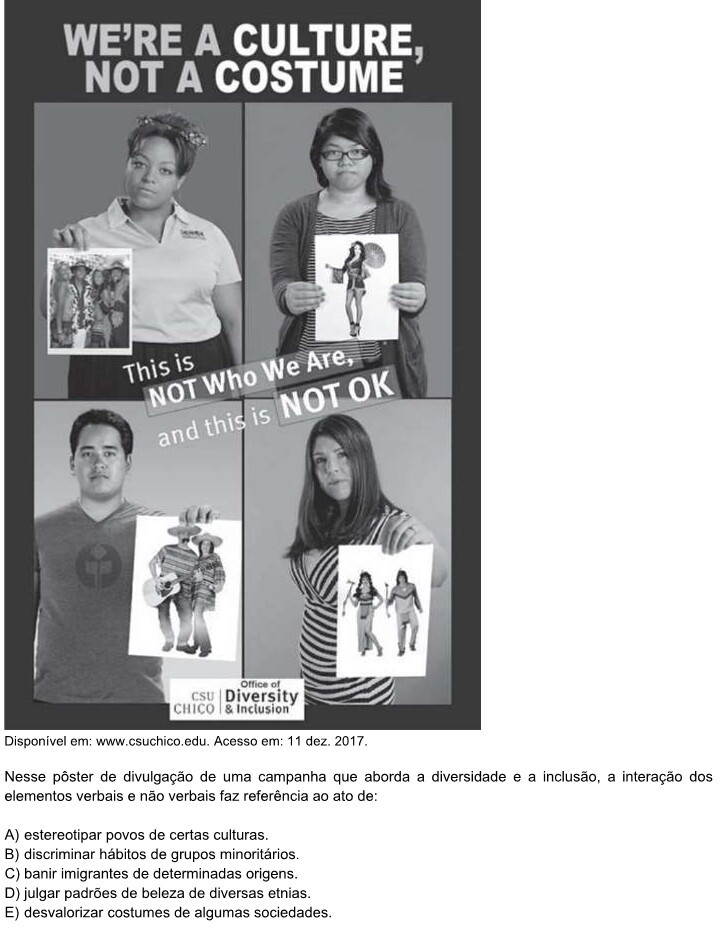 WE'RE A CULTURE,
NOT A COSTUME
This is
NOT Who We Are,
and this is NOT OK
Office of
CSU Diversity
CHICO & Inclusion
Disponível em: www.csuchico.edu. Acesso em: 11 dez. 2017.
Nesse pôster de divulgação de uma campanha que aborda a diversidade e a inclusão, a interação dos
elementos verbais e não verbais faz referência ao ato de:
A) estereotipar povos de certas culturas.
B) discriminar hábitos de grupos minoritários.
C) banir imigrantes de determinadas origens.
D) julgar padrões de beleza de diversas etnias.
E) desvalorizar costumes de algumas sociedades.